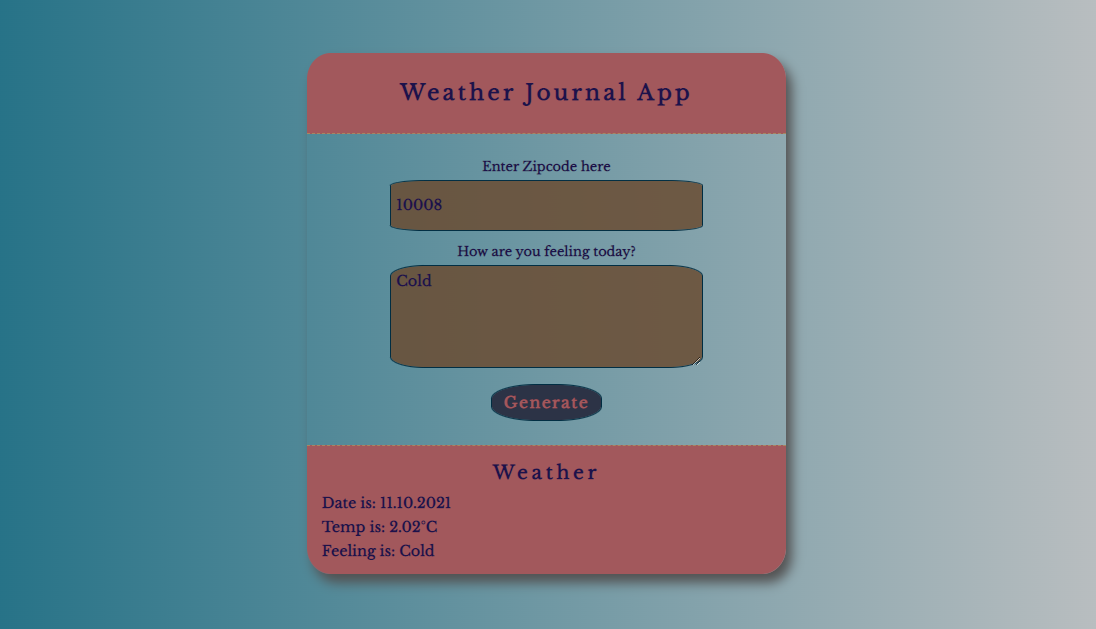 Weather Journal App
Enter Zipcode here
10008
How are you feeling today?
Cold
Generate
Weather
Date is: 11.10.2021
Temp is: 2.02°C
Feeling is: Cold